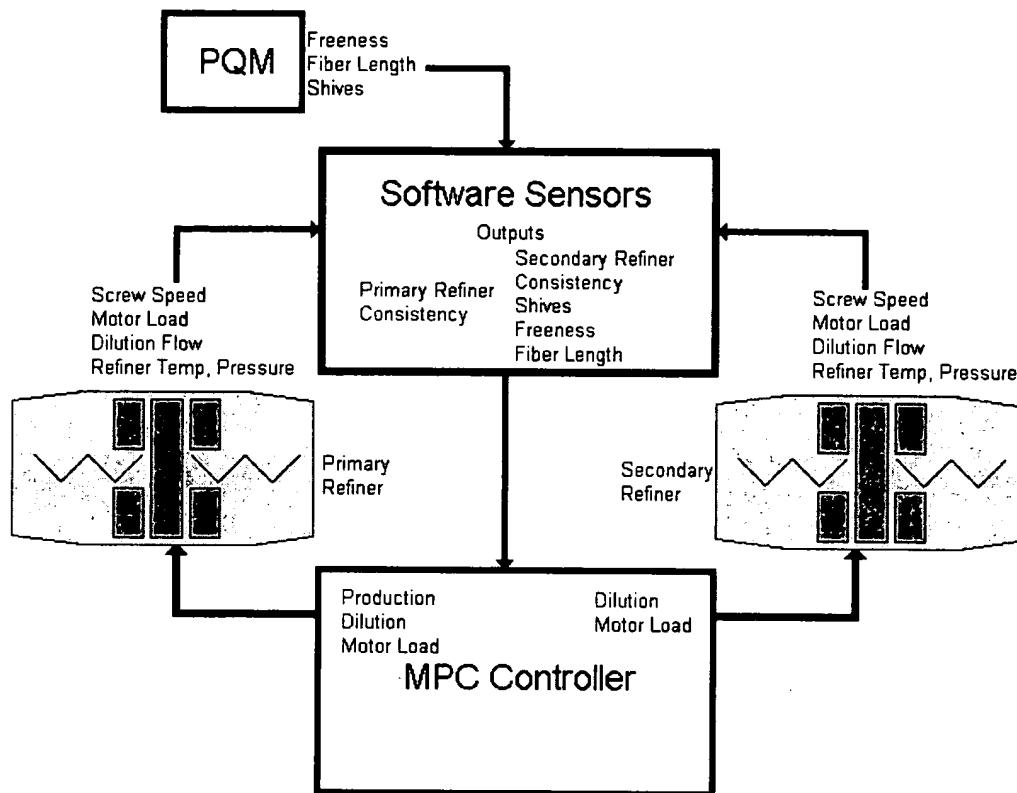 PQM
Freeness
Fiber Length
Shives
Software Sensors
Outputs
Primary Refiner
Consistency
Secondary Refiner
Consistency
Shives
Freeness
Fiber Length
Screw Speed
Motor Load
Dilution Flow
Refiner Temp, Pressure
Screw Speed
Motor Load
Dilution Flow
Refiner Temp, Pressure
Primary
Refiner
Secondary
Refiner
Production
Dilution
Motor Load
Dilution
Motor Load
MPC Controller